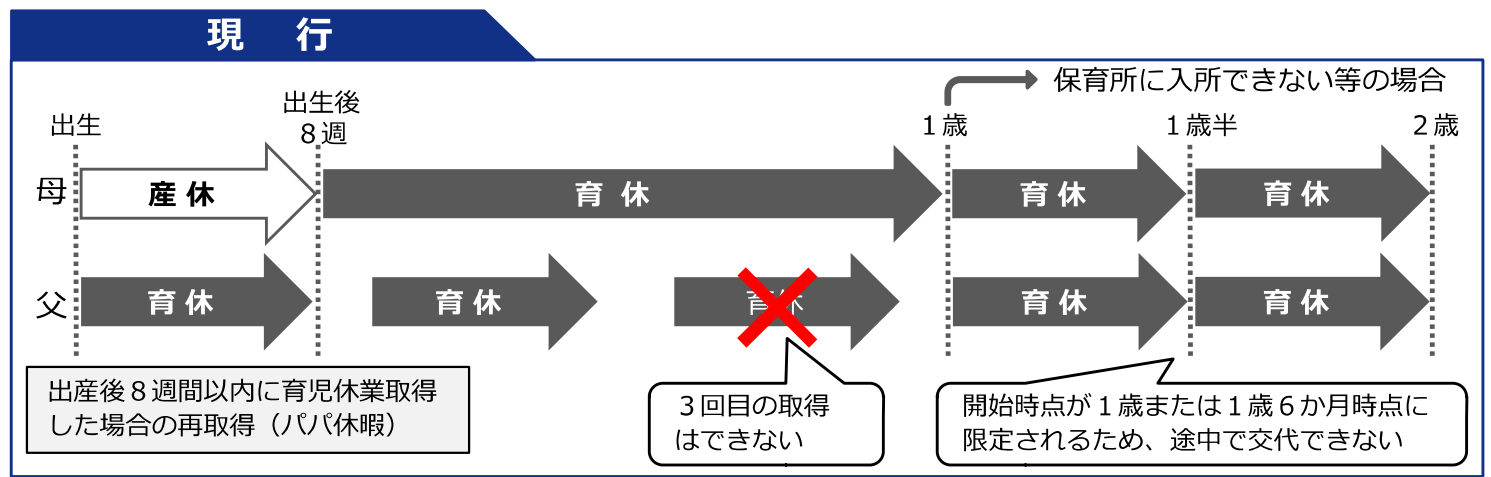 現　行
保育所に入所できない等の場合
出生
出生後
８週
１歳
１歳半
２歳
母
産 休
育 休
育 休
育 休
父
育 休
育 休
育休
育 休
育 休
出産後８週間以内に育児休業取得
した場合の再取得（パパ休暇）
３回目の取得
はできない
開始時点が１歳または１歳６か月時点に
限定されるため、途中で交代できない